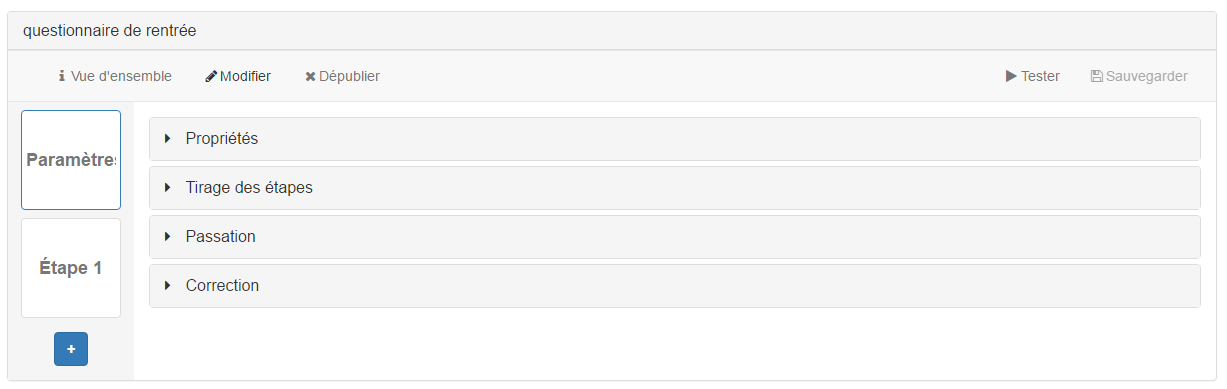 questionnaire de rentrée
Vue d'ensemble Modifier Dépublier Tester Sauvegarder
Paramètres
Propriétés
Tirage des étapes
Passation
Correction
Étape 1
+